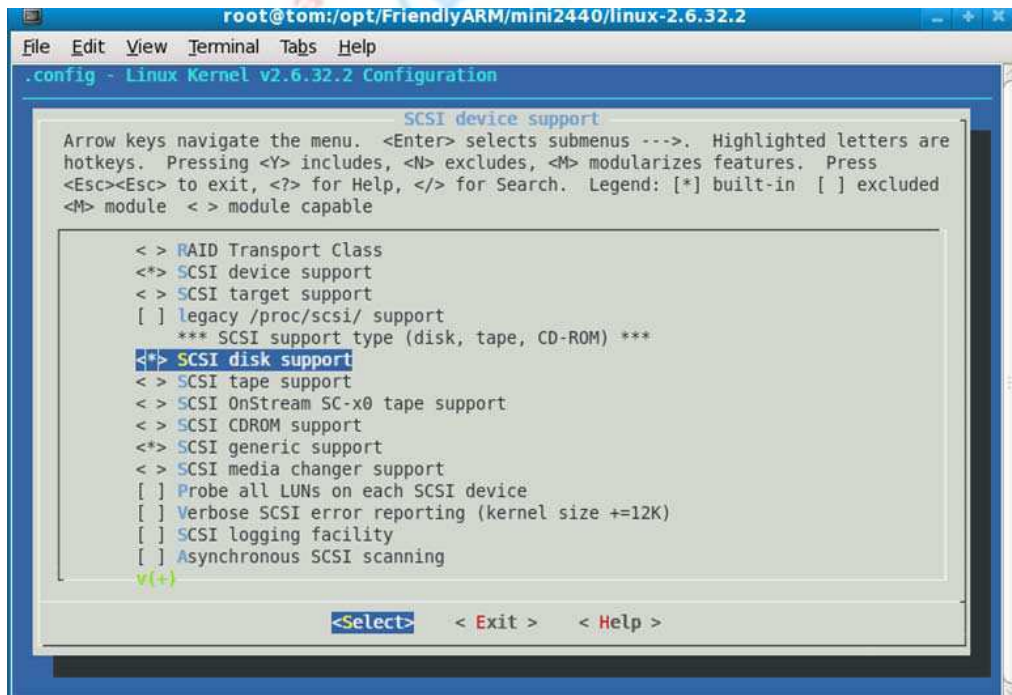 root@tom:/opt/FriendlyARM/mini2440/linux-2.6.32.2
File Edit View Terminal Tabs Help
.config - Linux Kernel v2.6.32.2 Configuration
SCSI device support
Arrow keys navigate the menu. <Enter> selects submenus --->. Highlighted letters are
hotkeys. Pressing <Y> includes, <N> excludes, <M> modularizes features. Press
<Esc><Esc> to exit, <?> for Help, </> for Search. Legend: [*] built-in [ ] excluded
<M> module < > module capable
< > RAID Transport Class
<*> SCSI device support
< > SCSI target support
[ ] legacy /proc/scsi/ support
*** SCSI support type (disk, tape, CD-ROM) ***
<*> SCSI disk support
< > SCSI tape support
< > SCSI OnStream SC-x0 tape support
< > SCSI CDROM support
<*> SCSI generic support
< > SCSI media changer support
[ ] Probe all LUNs on each SCSI device
[ ] Verbose SCSI error reporting (kernel size +=12K)
[ ] SCSI logging facility
[ ] Asynchronous SCSI scanning
v(+)
<Select> < Exit > < Help >